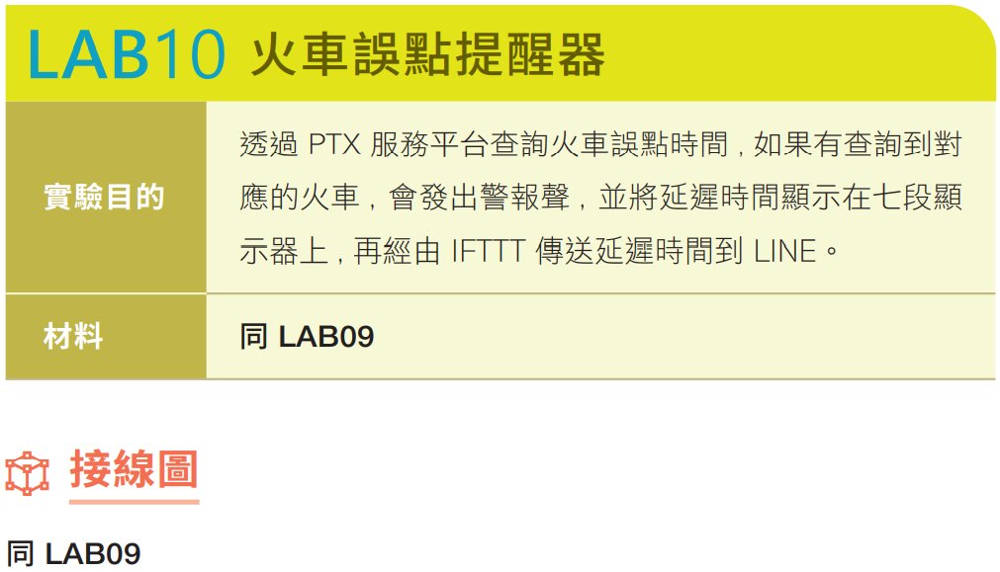 LAB10 火車誤點提醒器
實驗目的
透過 PTX 服務平台查詢火車誤點時間 , 如果有查詢到對
應的火車 , 會發出警報聲 , 並將延遲時間顯示在七段顯
示器上 , 再經由 IFTTT 傳送延遲時間到 LINE。
材料
同 LAB09
接線圖
同 LAB09